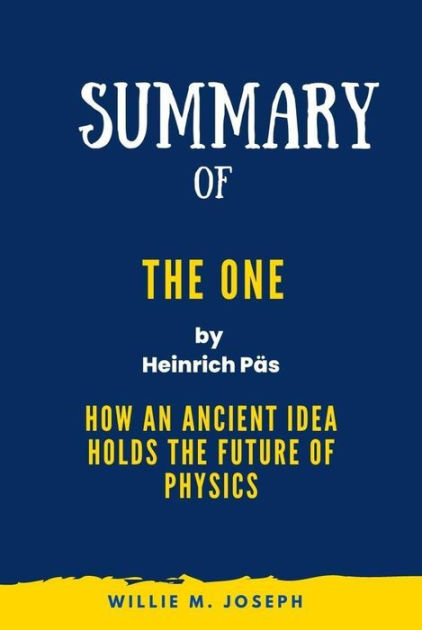 SUMMARY
OF
THE ONE
by
Heinrich Päs
HOW AN ANCIENT IDEA
HOLDS THE FUTURE OF
PHYSICS
WILLIE M. JOSEPH